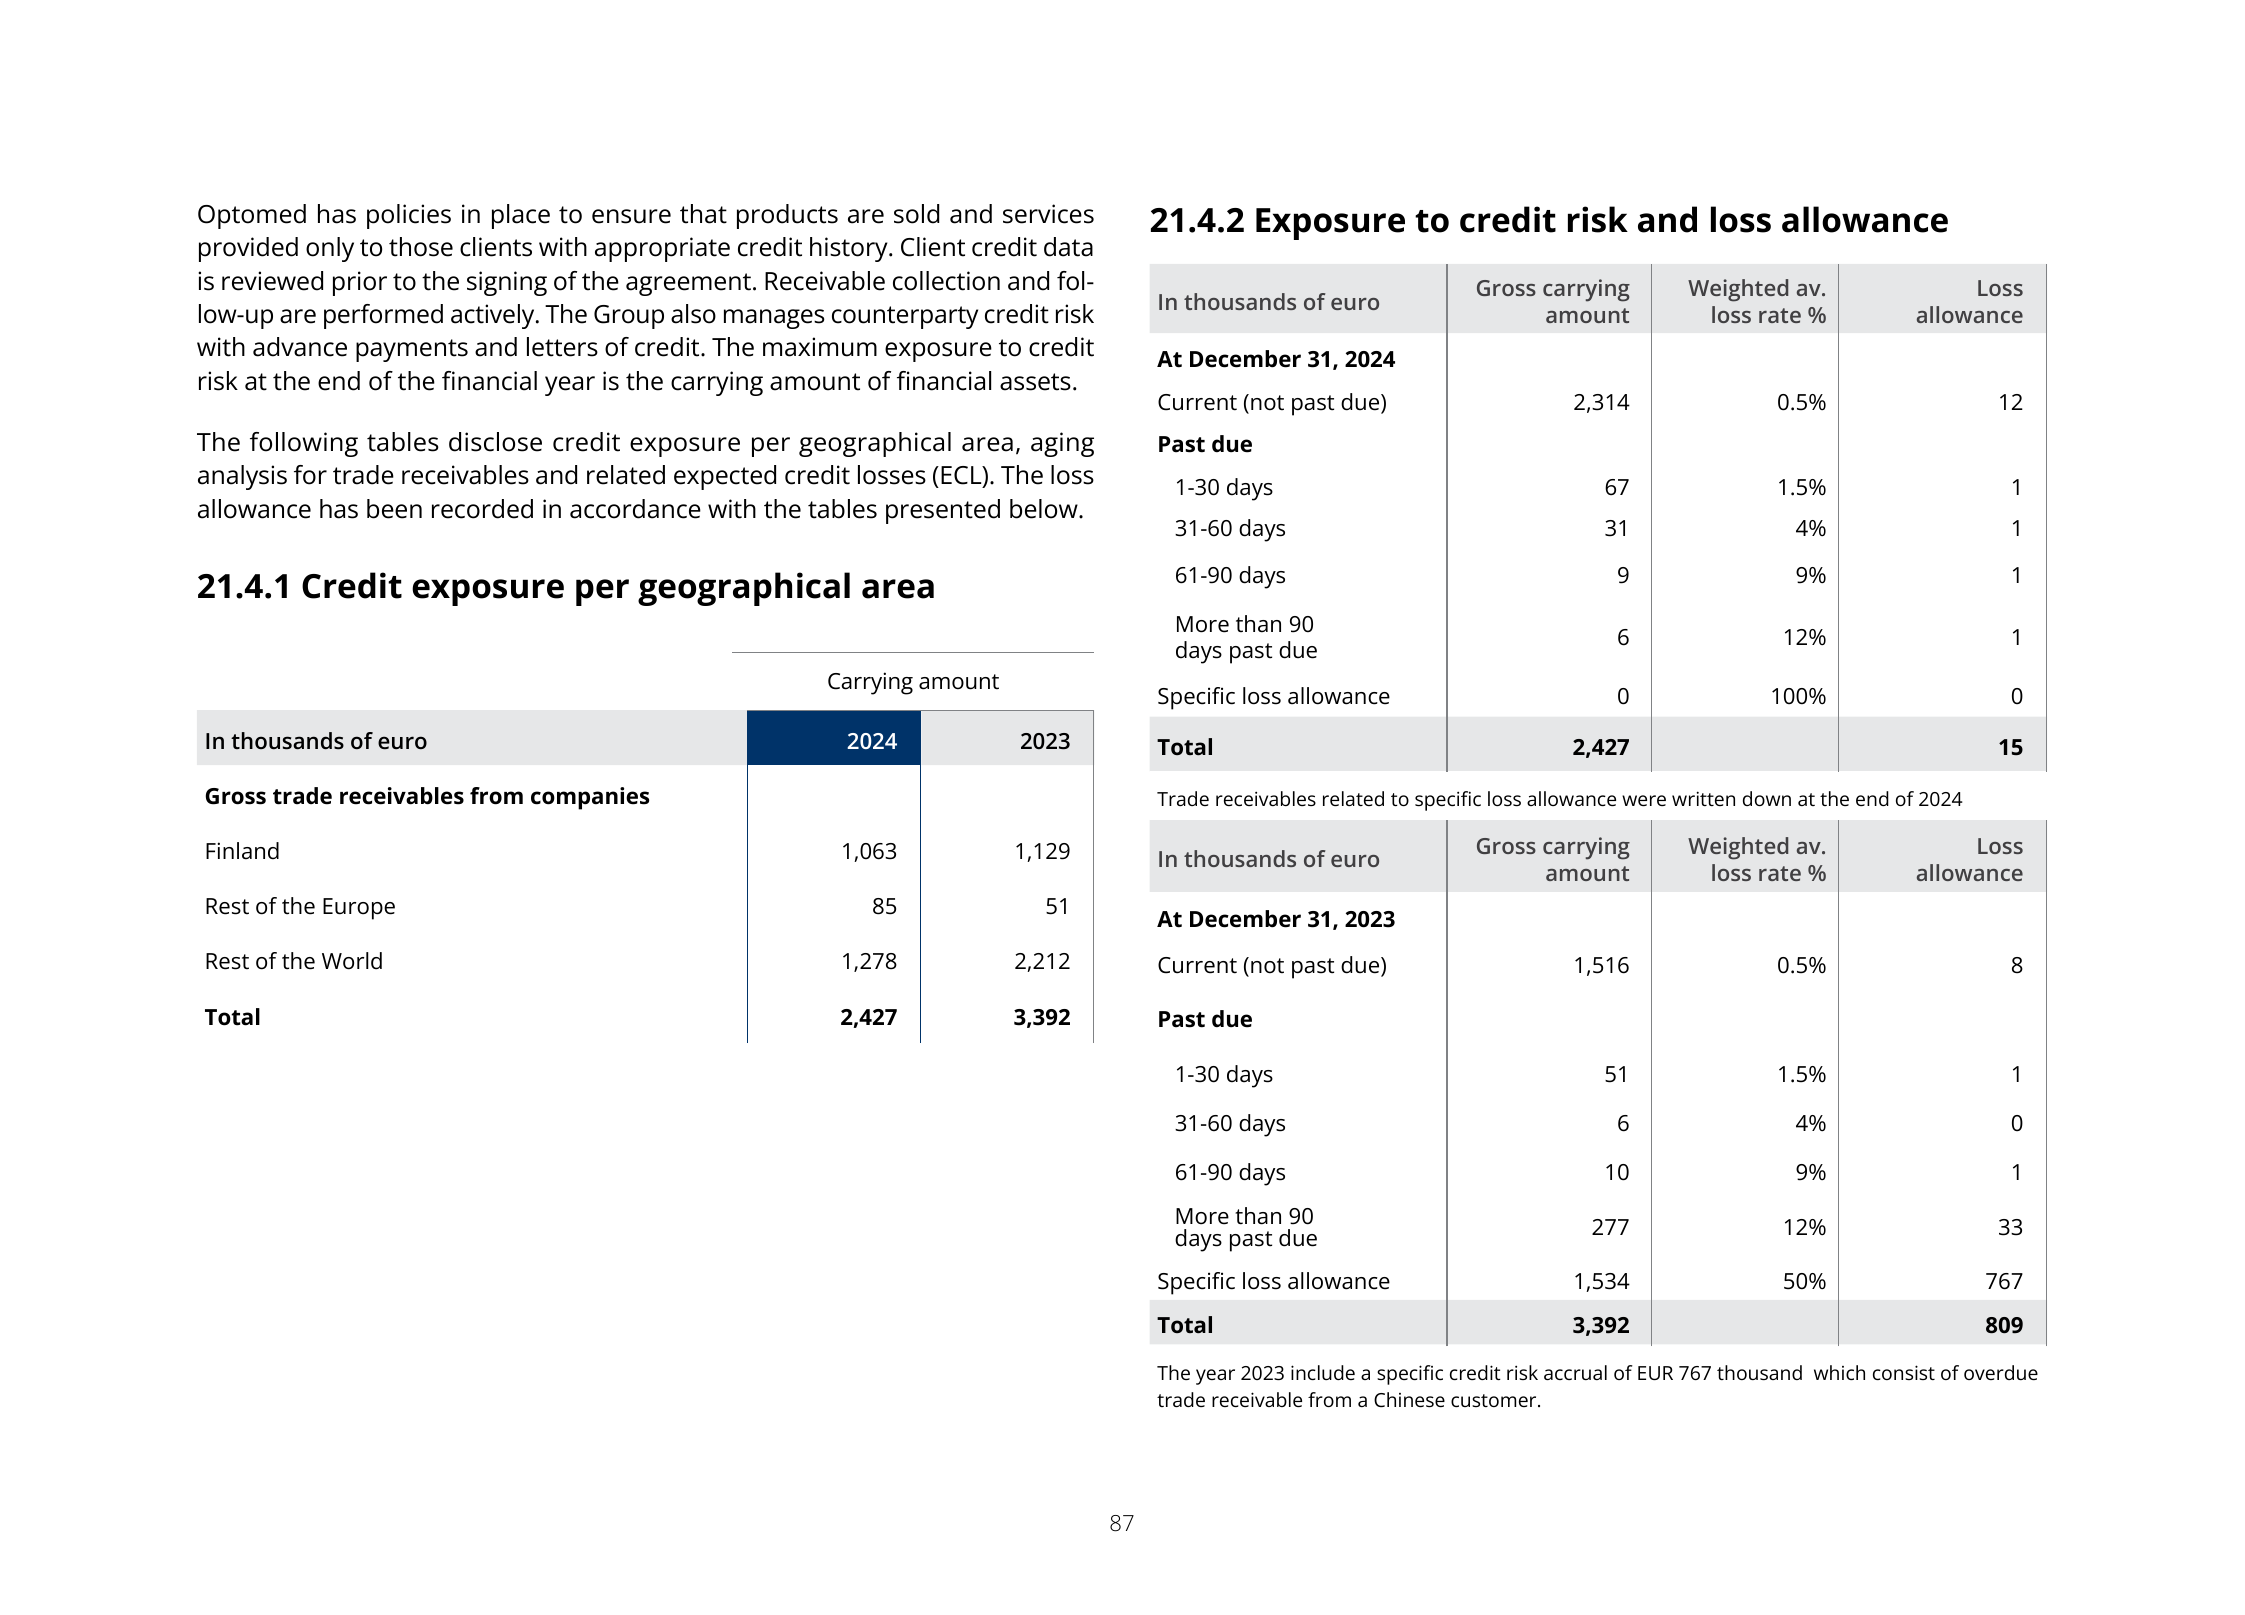 Optomed has policies in place to ensure that products are sold and services
provided only to those clients with appropriate credit history. Client credit data
is reviewed prior to the signing of the agreement. Receivable collection and fol-
low-up are performed actively. The Group also manages counterparty credit risk
with advance payments and letters of credit. The maximum exposure to credit
risk at the end of the financial year is the carrying amount of financial assets.
The following tables disclose credit exposure per geographical area, aging
analysis for trade receivables and related expected credit losses (ECL). The loss
allowance has been recorded in accordance with the tables presented below.
21.4.1 Credit exposure per geographical area
Carrying amount
In thousands of euro 2024 2023
Gross trade receivables from companies
Finland 1,063 1,129
Rest of the Europe 85 51
Rest of the World 1,278 2,212
Total 2,427 3,392
21.4.2 Exposure to credit risk and loss allowance
In thousands of euro Gross carrying amount Weighted av. loss rate % Loss allowance
At December 31, 2024
Current (not past due) 2,314 0.5% 12
Past due
1-30 days 67 1.5% 1
31-60 days 31 4% 1
61-90 days 9 9% 1
More than 90 days past due 6 12% 1
Specific loss allowance 0 100% 0
Total 2,427 15
Trade receivables related to specific loss allowance were written down at the end of 2024
In thousands of euro Gross carrying amount Weighted av. loss rate % Loss allowance
At December 31, 2023
Current (not past due) 1,516 0.5% 8
Past due
1-30 days 51 1.5% 1
31-60 days 6 4% 0
61-90 days 10 9% 1
More than 90 days past due 277 12% 33
Specific loss allowance 1,534 50% 767
Total 3,392 809
The year 2023 include a specific credit risk accrual of EUR 767 thousand which consist of overdue
trade receivable from a Chinese customer.
87